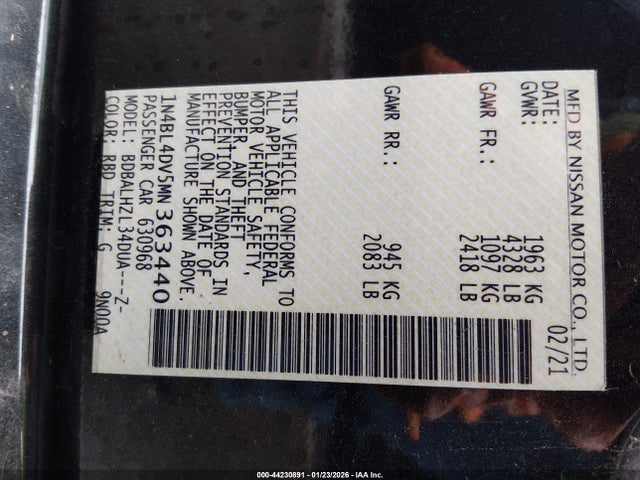 MFD BY NISSAN MOTOR CO., LTD.
DATE: 02/21
GVWR: 1963 KG
4328 LB
GAWR FR.: 1097 KG
2418 LB
GAWR RR.: 945 KG
2083 LB
THIS VEHICLE CONFORMS TO
ALL APPLICABLE FEDERAL
MOTOR VEHICLE SAFETY,
BUMPER, AND THEFT
PREVENTION STANDARDS IN
EFFECT ON THE DATE OF
MANUFACTURE SHOWN ABOVE.
1N4BL4DV5MN363440
PASSENGER CAR 630968
MODEL: BDBALHZL34DUA---Z-
COLOR: RBD TRIM: G 9N00A
000-44230891 - 01/23/2026 - IAA Inc.